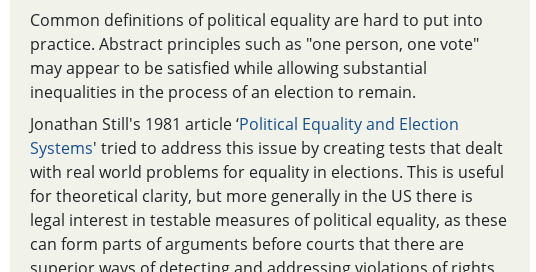 Common definitions of political equality are hard to put into
practice. Abstract principles such as "one person, one vote"
may appear to be satisfied while allowing substantial
inequalities in the process of an election to remain.
Jonathan Still's 1981 article ‘Political Equality and Election
Systems' tried to address this issue by creating tests that dealt
with real world problems for equality in elections. This is useful
for theoretical clarity, but more generally in the US there is
legal interest in testable measures of political equality, as these
can form parts of arguments before courts that there are
superior ways of detecting and addressing violations of rights